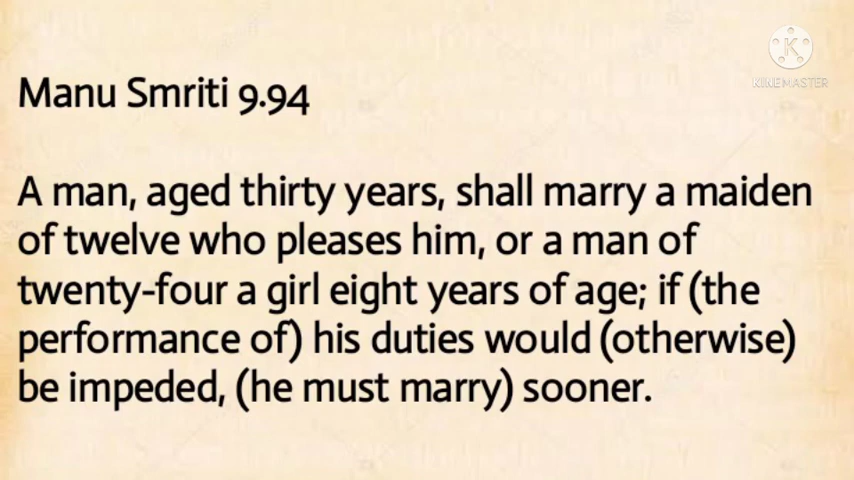 KINEMASTER
Manu Smriti 9.94
A man, aged thirty years, shall marry a maiden
of twelve who pleases him, or a man of
twenty-four a girl eight years of age; if (the
performance of) his duties would (otherwise)
be impeded, (he must marry) sooner.